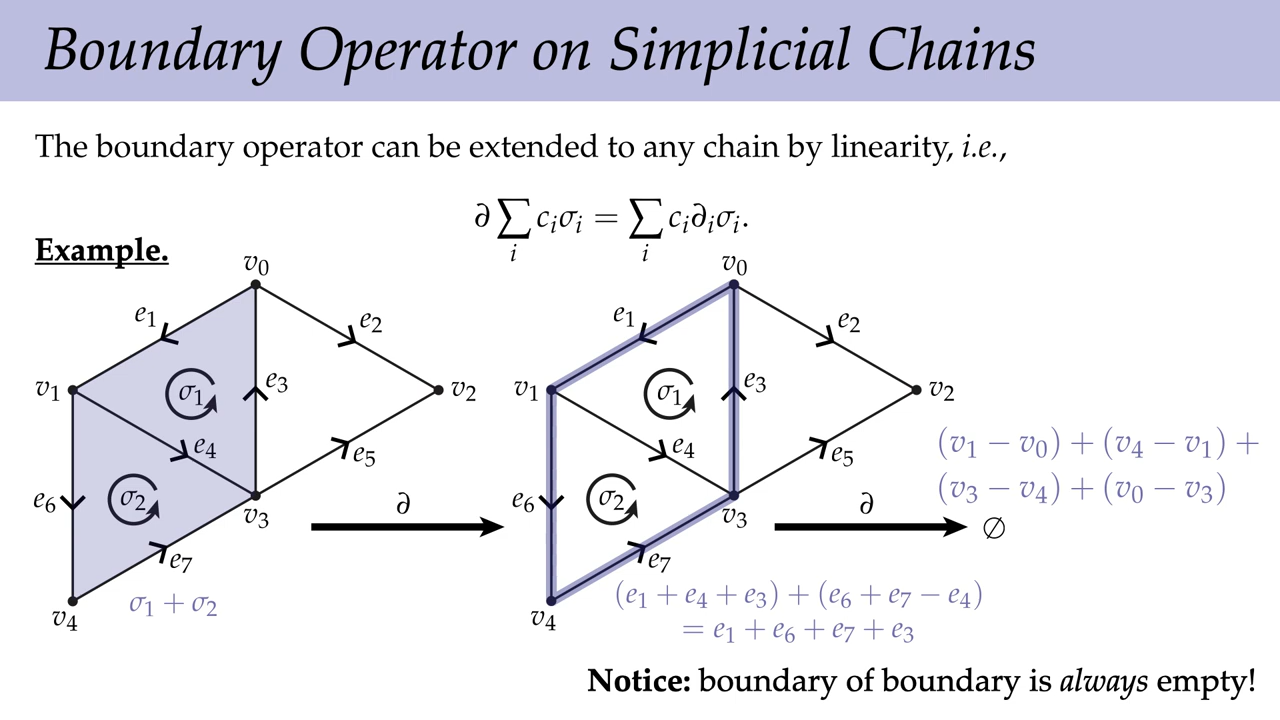 Boundary Operator on Simplicial Chains
The boundary operator can be extended to any chain by linearity, i.e.,
∂ ∑ᵢ cᵢσᵢ = ∑ᵢ cᵢ∂ᵢσᵢ.
Example.
v₀
e₁
e₂
v₁
σ₁
e₃
v₂
e₄
e₅
e₆
σ₂
v₃
e₇
v₄
σ₁ + σ₂
∂
v₀
e₁
e₂
v₁
σ₁
e₃
v₂
e₄
e₅
e₆
σ₂
v₃
e₇
v₄
(e₁ + e₄ + e₃) + (e₆ + e₇ − e₄)
= e₁ + e₆ + e₇ + e₃
∂
(v₁ − v₀) + (v₄ − v₁) +
(v₃ − v₄) + (v₀ − v₃)
∅
Notice: boundary of boundary is always empty!